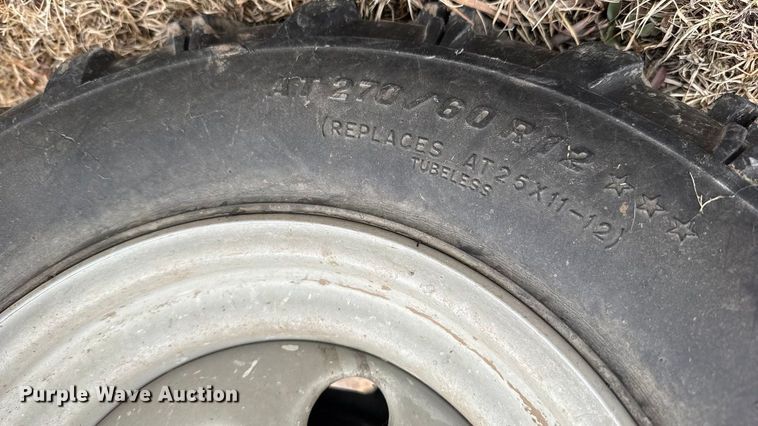 AT 270/60 R12 ☆☆☆
(REPLACES AT25X11-12)
TUBELESS
Purple Wave Auction